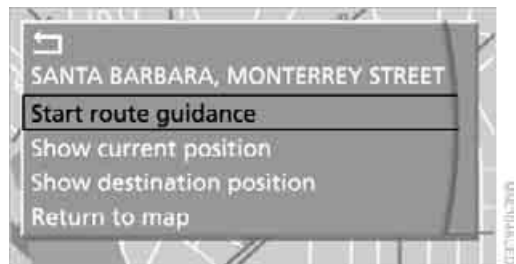 SANTA BARBARA, MONTERREY STREET
Start route guidance
Show current position
Show destination position
Return to map